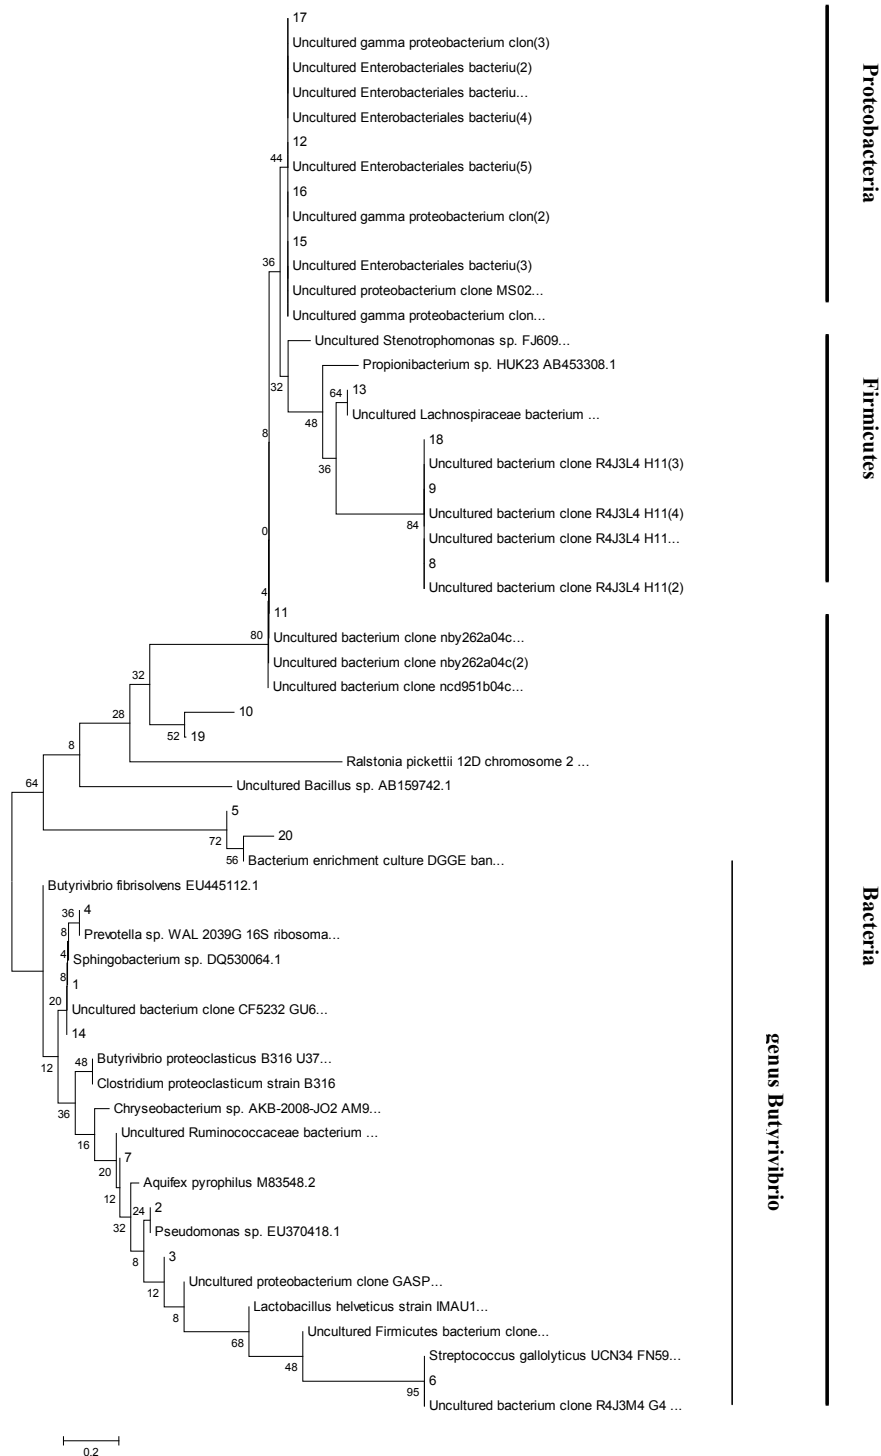 17
Uncultured gamma proteobacterium clon(3)
Uncultured Enterobacteriales bacteriu(2)
Uncultured Enterobacteriales bacteriu...
Uncultured Enterobacteriales bacteriu(4)
12
44
Uncultured Enterobacteriales bacteriu(5)
16
Uncultured gamma proteobacterium clon(2)
15
36
Uncultured Enterobacteriales bacteriu(3)
Uncultured proteobacterium clone MS02...
Uncultured gamma proteobacterium clon...
Proteobacteria
Uncultured Stenotrophomonas sp. FJ609...
Propionibacterium sp. HUK23 AB453308.1
32
64
13
Uncultured Lachnospiraceae bacterium ...
48
8
18
Uncultured bacterium clone R4J3L4 H11(3)
36
9
Uncultured bacterium clone R4J3L4 H11(4)
84
0
Uncultured bacterium clone R4J3L4 H11...
8
Uncultured bacterium clone R4J3L4 H11(2)
Firmicutes
4
11
80
Uncultured bacterium clone nby262a04c...
Uncultured bacterium clone nby262a04c(2)
32
Uncultured bacterium clone ncd951b04c...
28
10
52
19
8
Ralstonia pickettii 12D chromosome 2 ...
64
Uncultured Bacillus sp. AB159742.1
5
72
20
56
Bacterium enrichment culture DGGE ban...
Butyrivibrio fibrisolvens EU445112.1
36
4
8
Prevotella sp. WAL 2039G 16S ribosoma...
4
Sphingobacterium sp. DQ530064.1
8
1
20
Uncultured bacterium clone CF5232 GU6...
14
12
48
Butyrivibrio proteoclasticus B316 U37...
Clostridium proteoclasticum strain B316
36
Chryseobacterium sp. AKB-2008-JO2 AM9...
16
Uncultured Ruminococcaceae bacterium ...
20
7
12
Aquifex pyrophilus M83548.2
32
24
2
Pseudomonas sp. EU370418.1
8
3
12
Uncultured proteobacterium clone GASP...
8
Lactobacillus helveticus strain IMAU1...
68
Uncultured Firmicutes bacterium clone...
48
Streptococcus gallolyticus UCN34 FN59...
6
95
Uncultured bacterium clone R4J3M4 G4 ...
genus Butyrivibrio
Bacteria
0.2